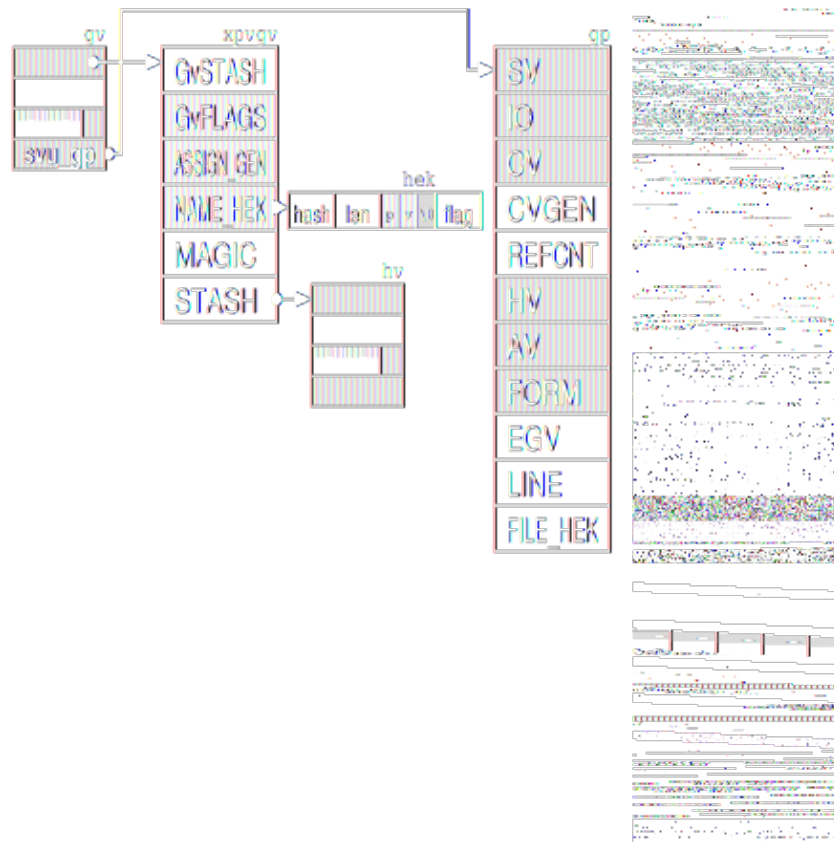 gv
xpvgv
gp
GvSTASH
GvFLAGS
ASSIGN_GEN
NAME_HEK
MAGIC
STASH
svu_gp
hek
hash len flag
hv
SV
IO
CV
CVGEN
REFCNT
HV
AV
FORM
EGV
LINE
FILE_HEK